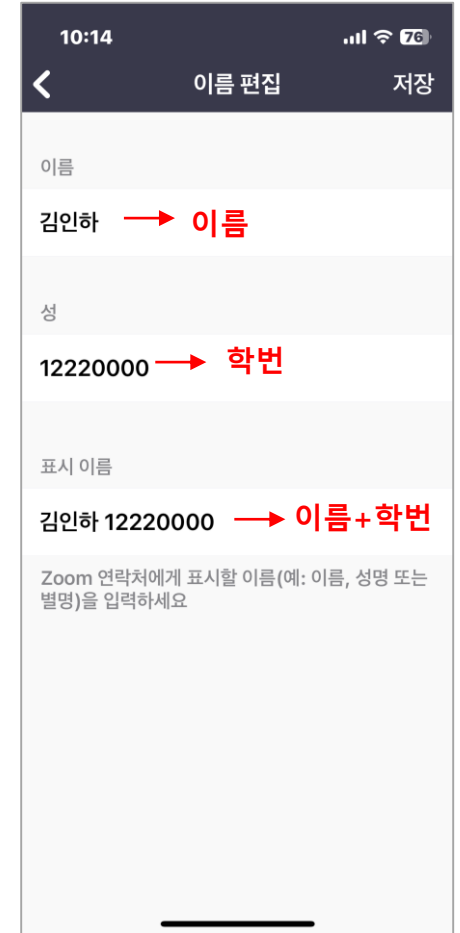 10:14 76
이름 편집 저장
이름
김인하 이름
성
12220000 학번
표시 이름
김인하 12220000 이름+학번
Zoom 연락처에게 표시할 이름(예: 이름, 성명 또는
별명)을 입력하세요